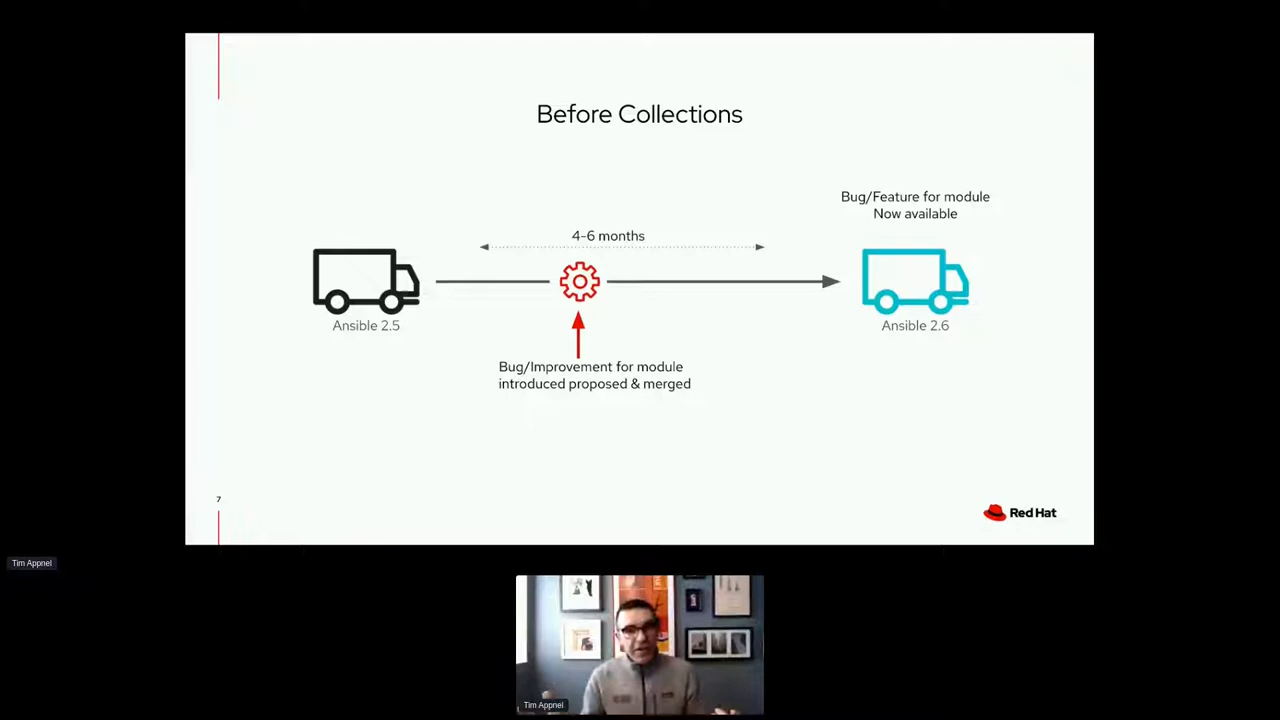 Before Collections
Bug/Feature for module
Now available
4-6 months
Ansible 2.5
Ansible 2.6
Bug/Improvement for module
introduced proposed & merged
7
Red Hat
Tim Appnel
Tim Appnel